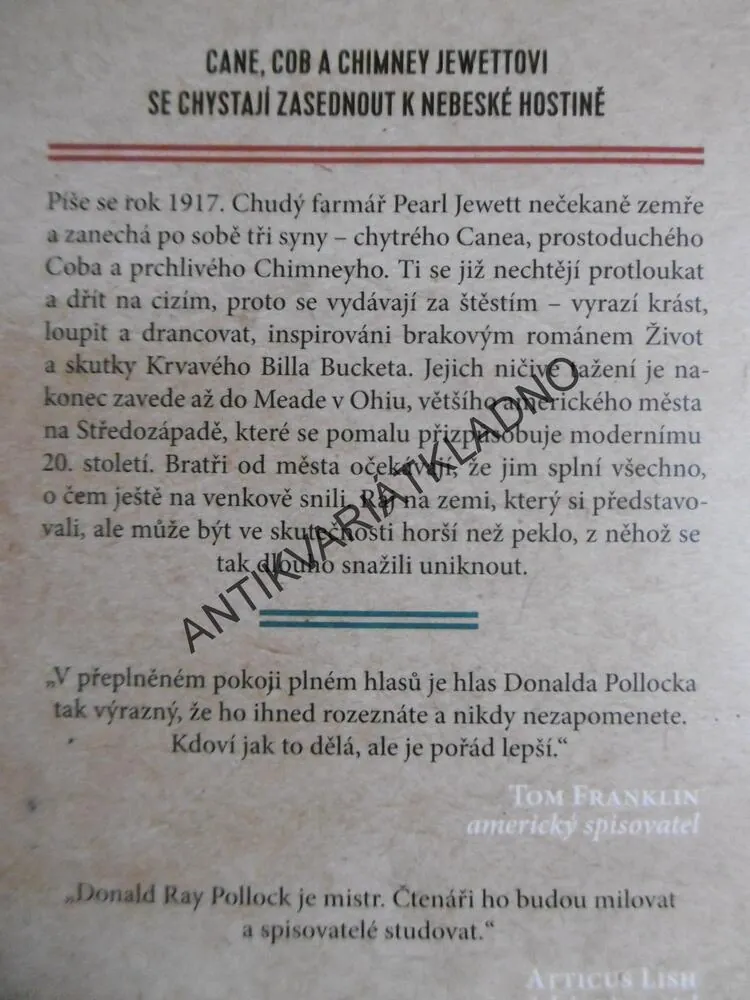 CANE, COB A CHIMNEY JEWETTOVI
SE CHYSTAJÍ ZASEDNOUT K NEBESKÉ HOSTINĚ
Píše se rok 1917. Chudý farmář Pearl Jewett nečekaně zemře
a zanechá po sobě tři syny – chytrého Canea, prostoduchého
Coba a prchlivého Chimneyho. Ti se již nechtějí protloukat
a dřít na cizím, proto se vydávají za štěstím – vyrazí krást,
loupit a drancovat, inspirováni brakovým románem Život
a skutky Krvavého Billa Bucketa. Jejich ničivé tažení je na-
konec zavede až do Meade v Ohiu, většího amerického města
na Středozápadě, které se pomalu přizpůsobuje modernímu
20. století. Bratři od města očekávají, že jim splní všechno,
o čem ještě na venkově snili. Ráj na zemi, který si představo-
vali, ale může být ve skutečnosti horší než peklo, z něhož se
tak dlouho snažili uniknout.
ANTIKVARIÁTKLADNO
„V přeplněném pokoji plném hlasů je hlas Donalda Pollocka
tak výrazný, že ho ihned rozeznáte a nikdy nezapomenete.
Kdoví jak to dělá, ale je pořád lepší.“
TOM FRANKLIN
americký spisovatel
„Donald Ray Pollock je mistr. Čtenáři ho budou milovat
a spisovatelé studovat.“
ATTICUS LISH